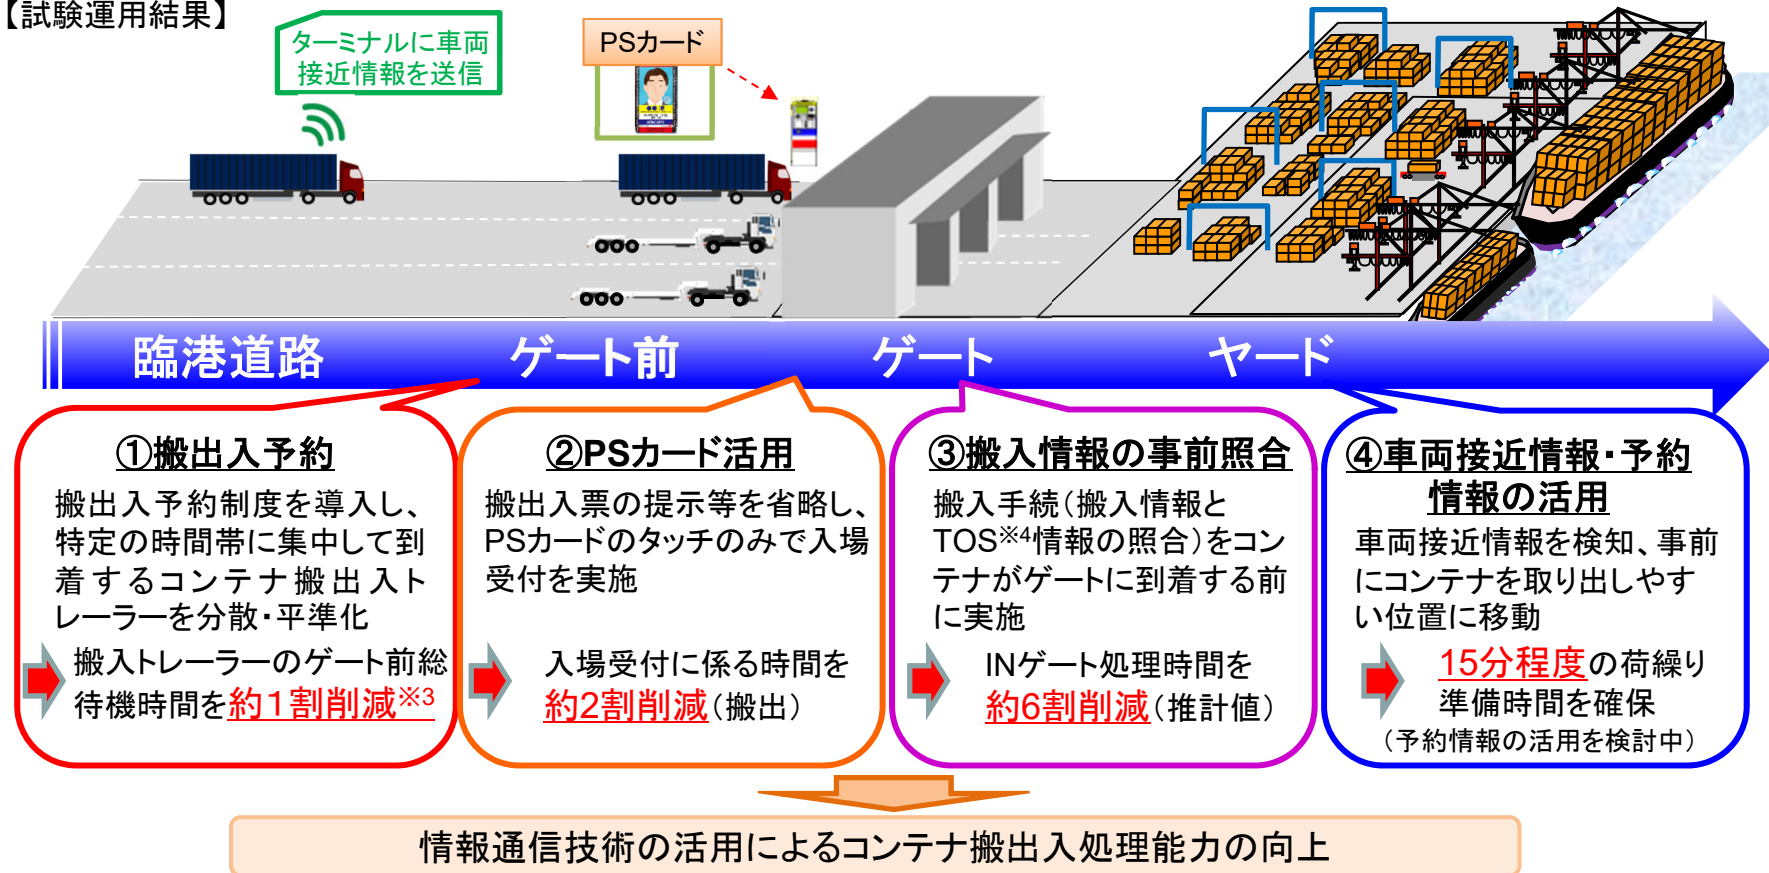 【試験運用結果】
ターミナルに車両
接近情報を送信
PSカード
臨港道路
ゲート前
ゲート
ヤード
①搬出入予約
搬出入予約制度を導入し、
特定の時間帯に集中して到
着するコンテナ搬出入ト
レーラーを分散・平準化
搬入トレーラーのゲート前総
待機時間を約1割削減※3
②PSカード活用
搬出入票の提示等を省略し、
PSカードのタッチのみで入場
受付を実施
入場受付に係る時間を
約2割削減(搬出)
③搬入情報の事前照合
搬入手続(搬入情報と
TOS※4情報の照合)をコン
テナがゲートに到着する前
に実施
INゲート処理時間を
約6割削減(推計値)
④車両接近情報・予約
情報の活用
車両接近情報を検知、事前
にコンテナを取り出しやす
い位置に移動
15分程度の荷繰り
準備時間を確保
(予約情報の活用を検討中)
情報通信技術の活用によるコンテナ搬出入処理能力の向上